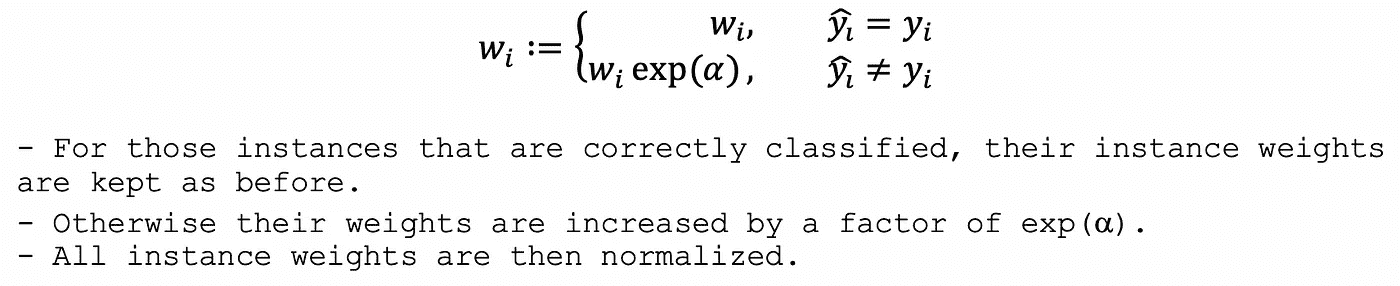 wᵢ := { wᵢ, ŷᵢ = yᵢ
wᵢ exp(α), ŷᵢ ≠ yᵢ
- For those instances that are correctly classified, their instance weights
are kept as before.
- Otherwise their weights are increased by a factor of exp(α).
- All instance weights are then normalized.